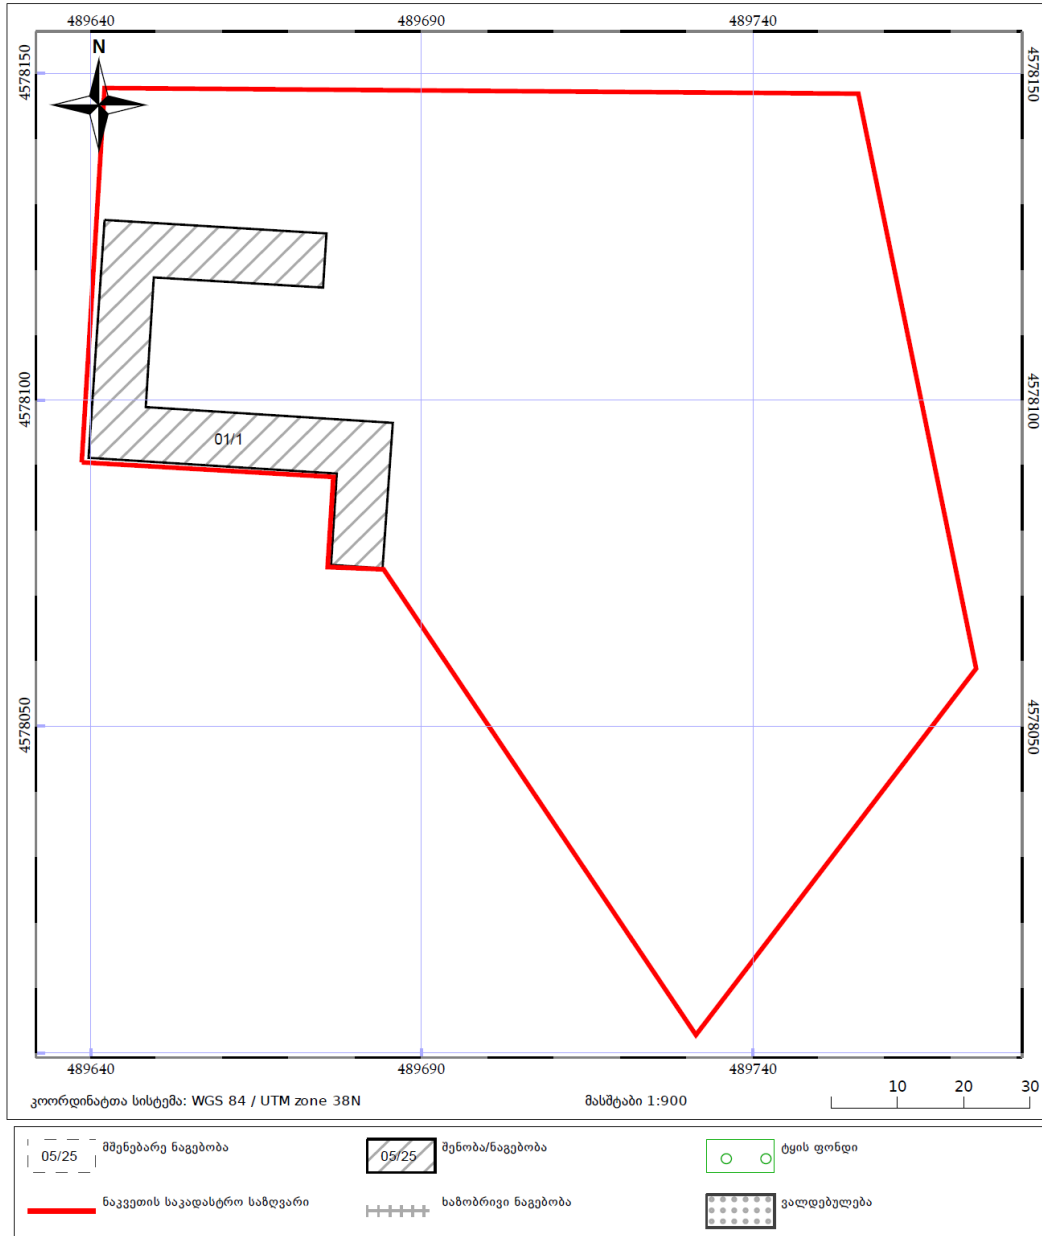 489640 489690 489740
N
4578150 4578150
4578100 4578100
01/1
4578050 4578050
489640 489690 489740
კოორდინატთა სისტემა: WGS 84 / UTM zone 38N მასშტაბი 1:900 10 20 30
05/25 მშენებარე ნაგებობა 05/25 შენობა/ნაგებობა ტყის ფონდი
ნაკვეთის საკადასტრო საზღვარი ხაზობრივი ნაგებობა ვალდებულება